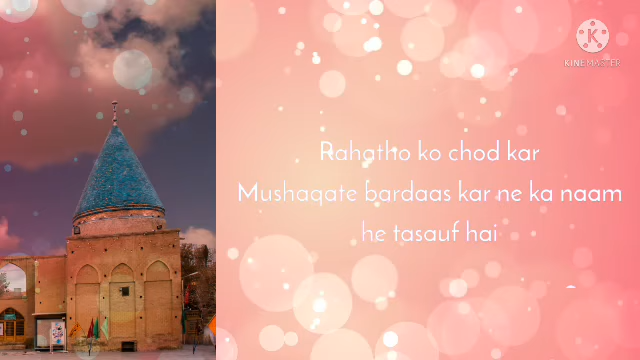 KINEMASTER
Rahatho ko chod kar
Mushaqate bardaas kar ne ka naam
he tasauf hai